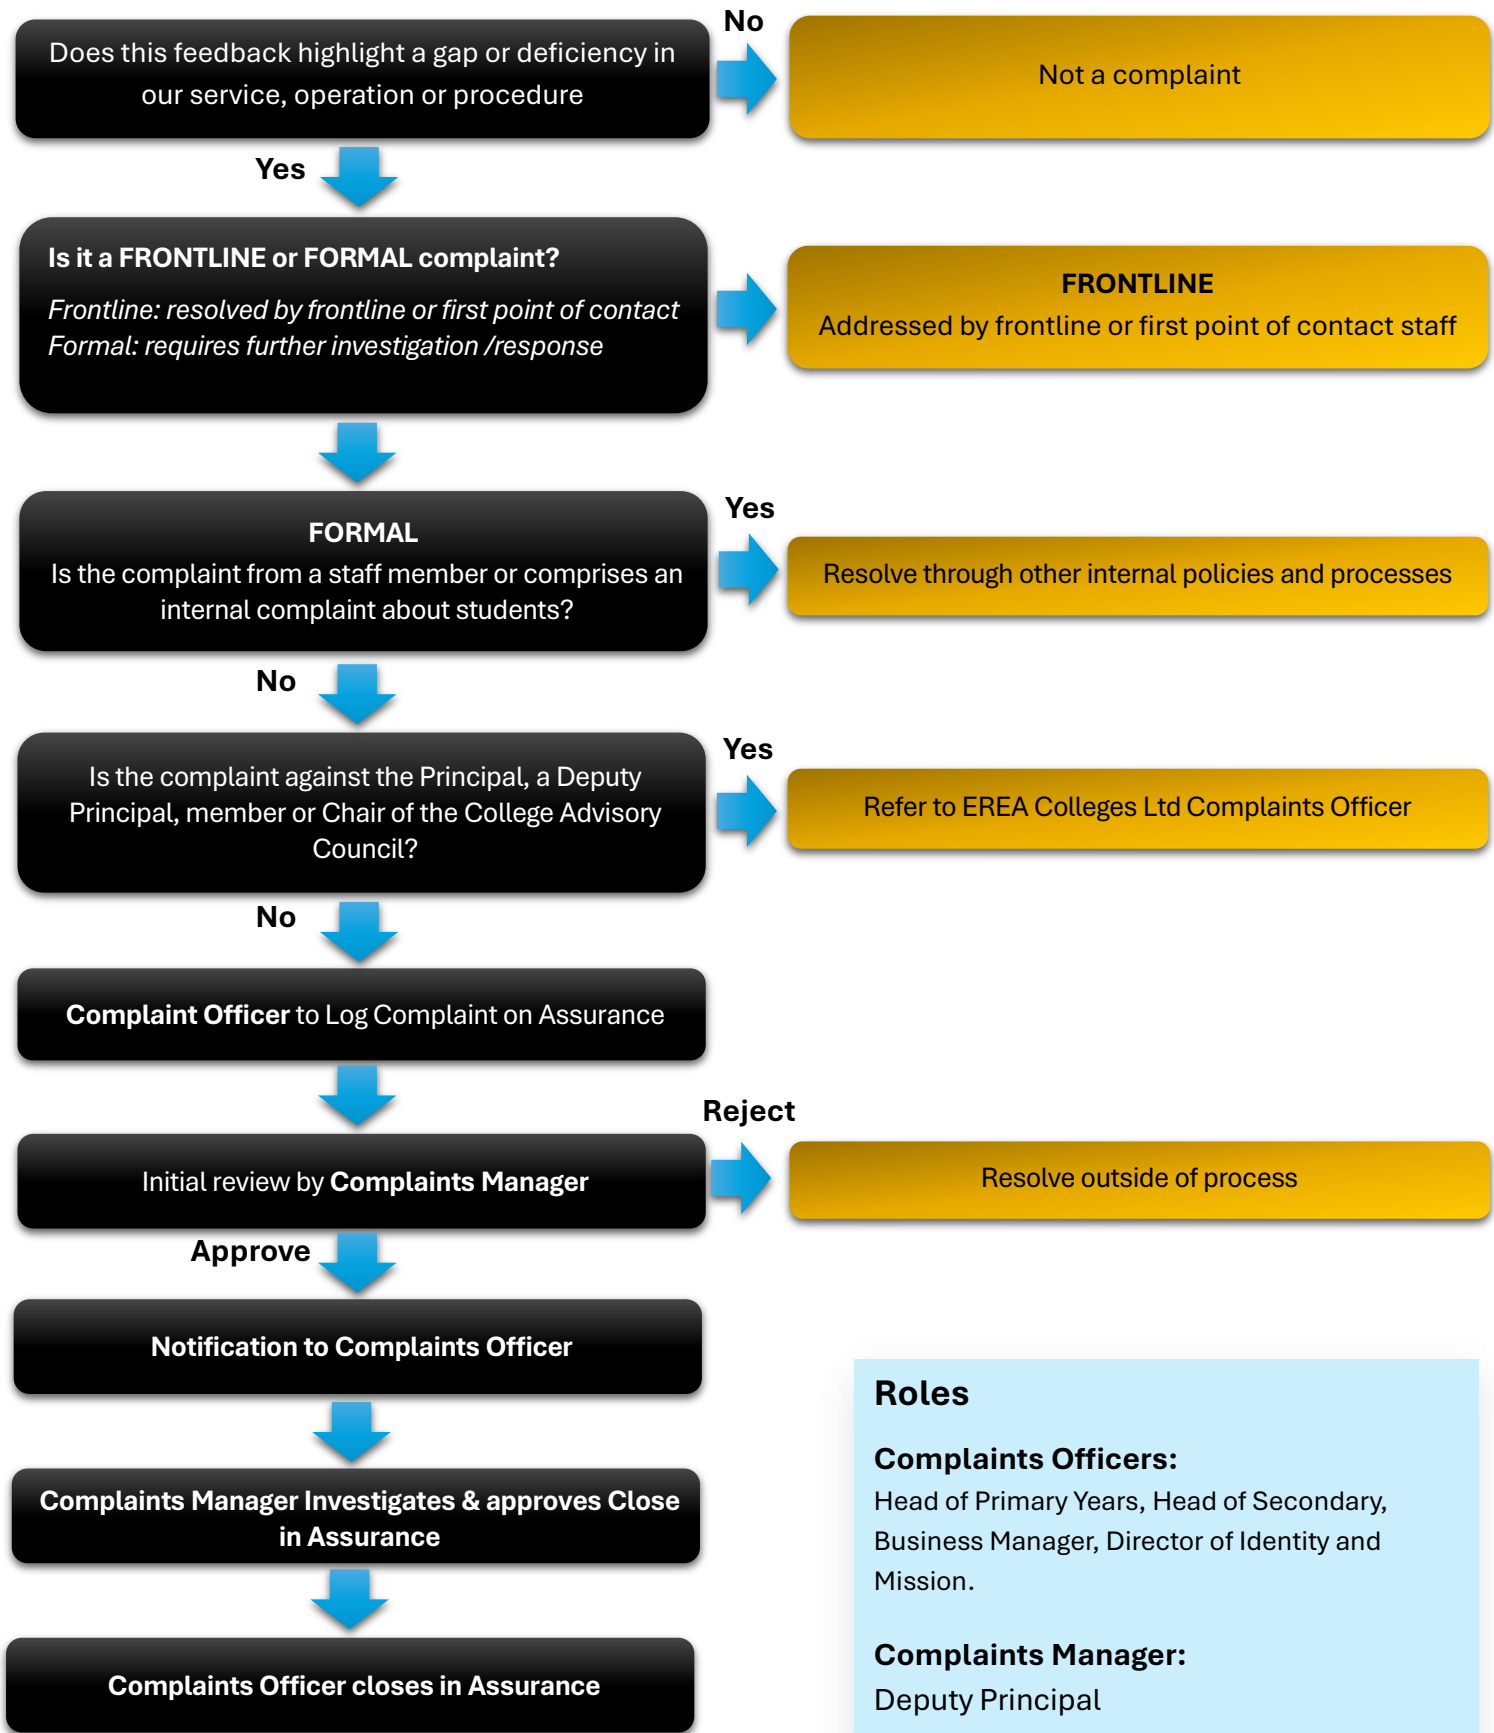 No
Does this feedback highlight a gap or deficiency in
our service, operation or procedure
Not a complaint
Yes
Is it a FRONTLINE or FORMAL complaint?
Frontline: resolved by frontline or first point of contact
Formal: requires further investigation /response
FRONTLINE
Addressed by frontline or first point of contact staff
FORMAL
Is the complaint from a staff member or comprises an
internal complaint about students?
Yes
Resolve through other internal policies and processes
No
Is the complaint against the Principal, a Deputy
Principal, member or Chair of the College Advisory
Council?
Yes
Refer to EREA Colleges Ltd Complaints Officer
No
Complaint Officer to Log Complaint on Assurance
Initial review by Complaints Manager
Reject
Resolve outside of process
Approve
Notification to Complaints Officer
Complaints Manager Investigates & approves Close
in Assurance
Complaints Officer closes in Assurance
Roles
Complaints Officers:
Head of Primary Years, Head of Secondary,
Business Manager, Director of Identity and
Mission.
Complaints Manager:
Deputy Principal